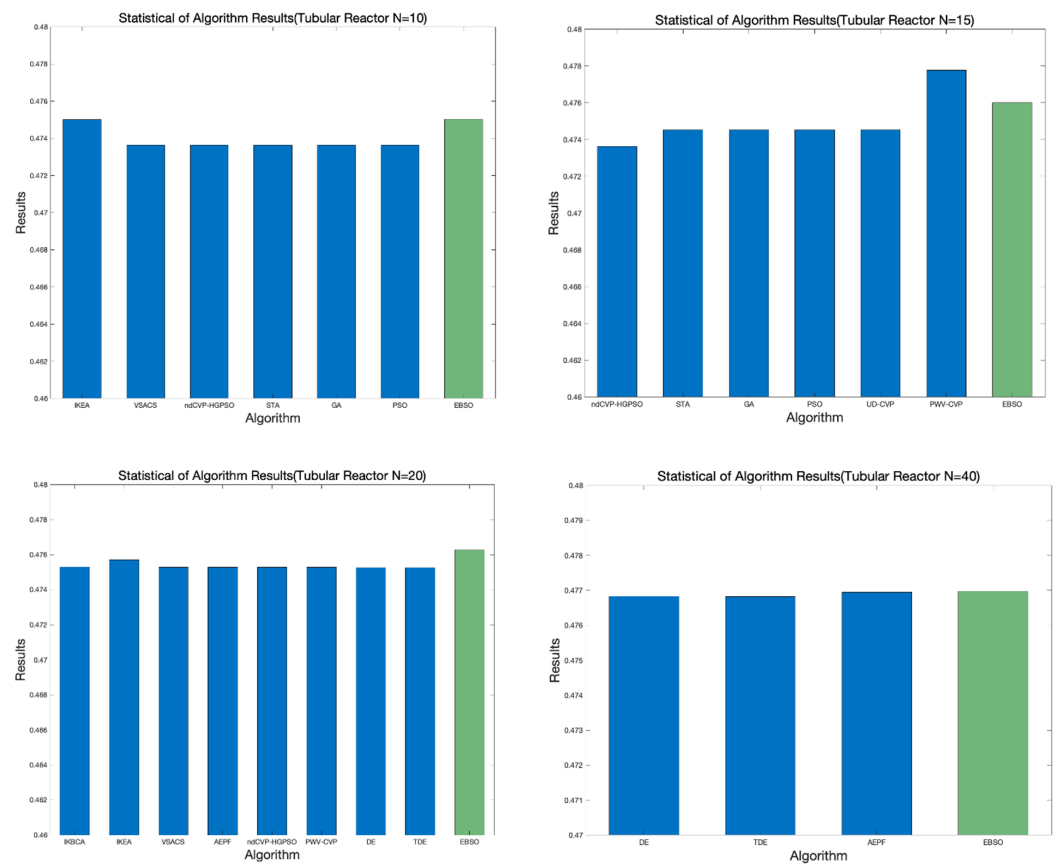 Statistical of Algorithm Results(Tubular Reactor N=10)
0.48
0.478
0.476
0.474
0.472
0.47
0.468
0.466
0.464
0.462
0.46
Results
IKEA VSACS ndCVP-HGPSO STA GA PSO EBSO
Algorithm
Statistical of Algorithm Results(Tubular Reactor N=15)
0.48
0.478
0.476
0.474
0.472
0.47
0.468
0.466
0.464
0.462
0.46
Results
ndCVP-HGPSO STA GA PSO UD-CVP PWV-CVP EBSO
Algorithm
Statistical of Algorithm Results(Tubular Reactor N=20)
0.48
0.478
0.476
0.474
0.472
0.47
0.468
0.466
0.464
0.462
0.46
Results
IKBCA IKEA VSACS AEPF ndCVP-HGPSO PWV-CVP DE TDE EBSO
Algorithm
Statistical of Algorithm Results(Tubular Reactor N=40)
0.48
0.479
0.478
0.477
0.476
0.475
0.474
0.473
0.472
0.471
0.47
Results
DE TDE AEPF EBSO
Algorithm